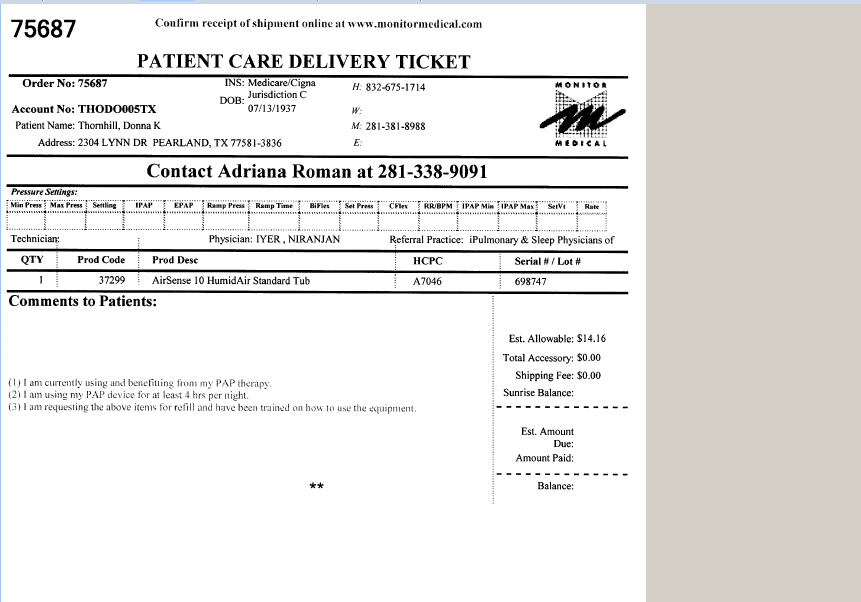 75687
Confirm receipt of shipment online at www.monitormedical.com
PATIENT CARE DELIVERY TICKET
Order No: 75687
INS: Medicare/Cigna
Jurisdiction C
DOB: 07/13/1937
H: 832-675-1714
W:
M: 281-381-8988
E:
MONITOR
m
MEDICAL
Account No: THODO005TX
Patient Name: Thornhill, Donna K
Address: 2304 LYNN DR PEARLAND, TX 77581-3836
Contact Adriana Roman at 281-338-9091
Pressure Settings:
Min Press Max Press Settling IPAP EPAP Ramp Press Ramp Time BiFlex Set Press CFlex RR/BPM IPAP Min IPAP Max SetVt Rate
Technician: Physician: IYER , NIRANJAN Referral Practice: iPulmonary & Sleep Physicians of
QTY Prod Code Prod Desc HCPC Serial # / Lot #
1 37299 AirSense 10 HumidAir Standard Tub A7046 698747
Comments to Patients:
(1) I am currently using and benefitting from my PAP therapy.
(2) I am using my PAP device for at least 4 hrs per night.
(3) I am requesting the above items for refill and have been trained on how to use the equipment.
**
Est. Allowable: $14.16
Total Accessory: $0.00
Shipping Fee: $0.00
Sunrise Balance:
Est. Amount
Due:
Amount Paid:
Balance: